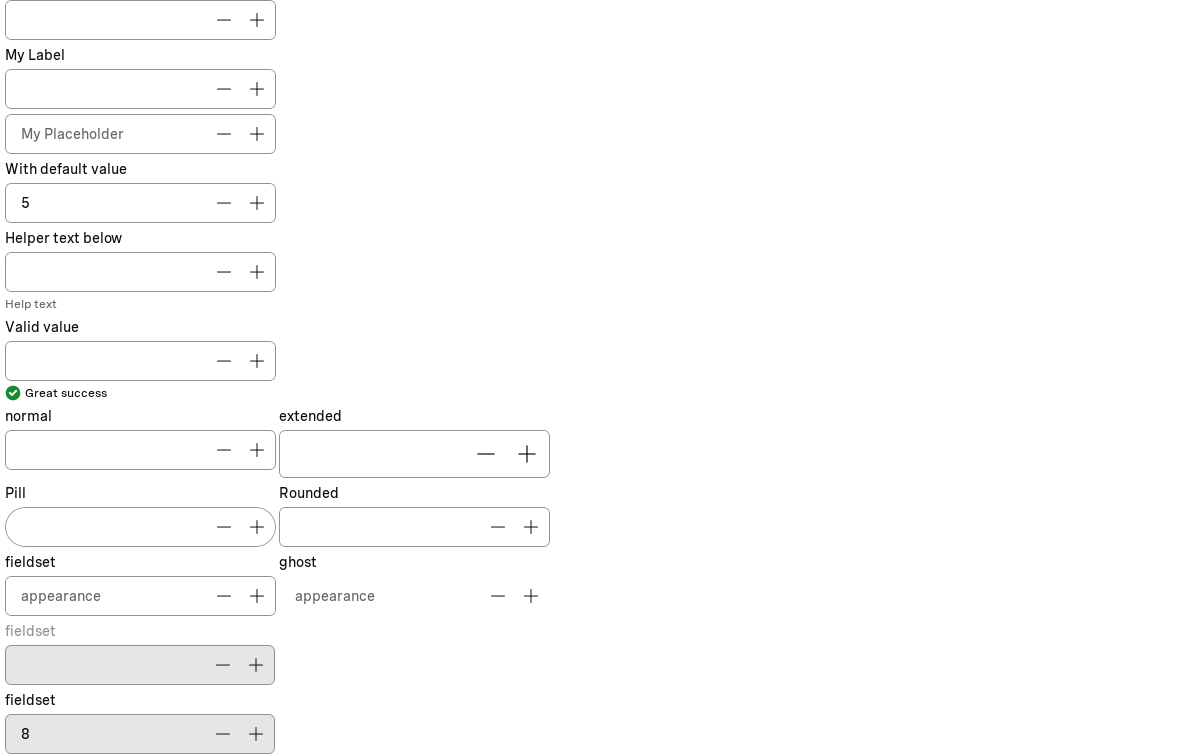 My Label
My Placeholder
With default value
5
Helper text below
Help text
Valid value
Great success
normal
extended
Pill
Rounded
fieldset
ghost
appearance
appearance
fieldset
fieldset
8